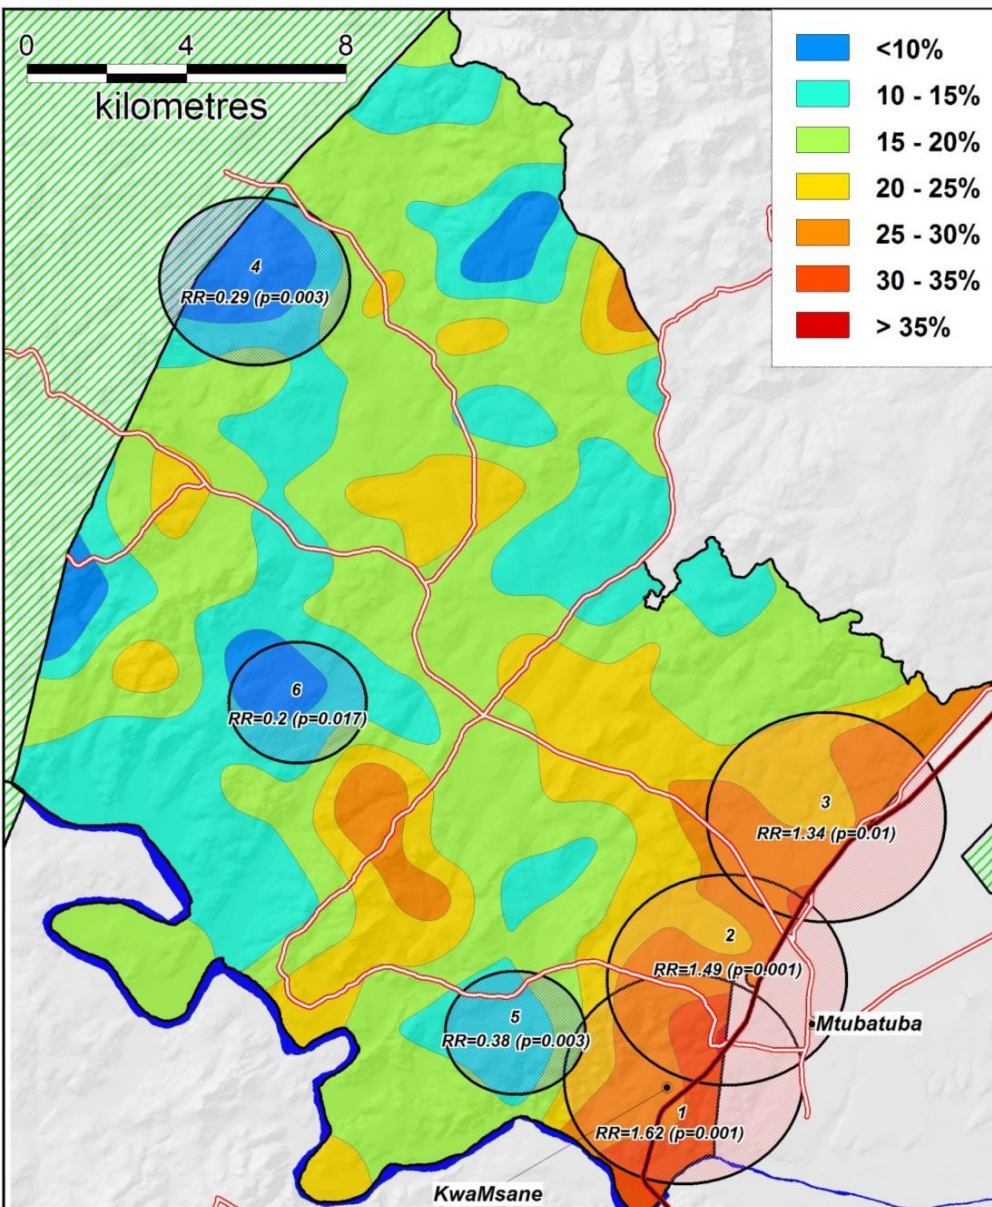 0 4 8
kilometres
<10%
10 - 15%
15 - 20%
20 - 25%
25 - 30%
30 - 35%
> 35%
4
RR=0.29 (p=0.003)
6
RR=0.2 (p=0.017)
3
RR=1.34 (p=0.01)
2
RR=1.49 (p=0.001)
5
RR=0.38 (p=0.003)
Mtubatuba
1
RR=1.62 (p=0.001)
KwaMsane